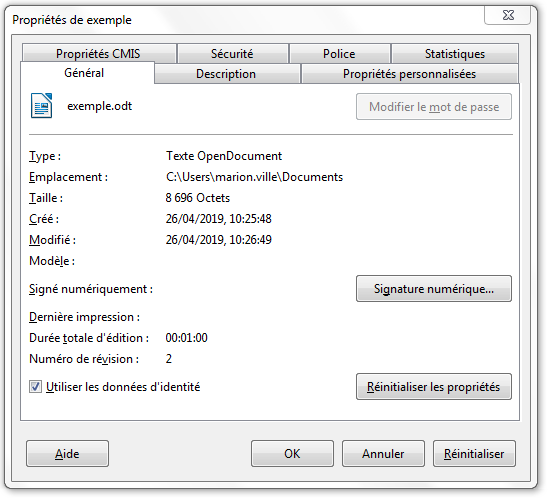 Propriétés de exemple
Propriétés CMIS Sécurité Police Statistiques
Général Description Propriétés personnalisées
exemple.odt Modifier le mot de passe
Type : Texte OpenDocument
Emplacement : C:\Users\marion.ville\Documents
Taille : 8 696 Octets
Créé : 26/04/2019, 10:25:48
Modifié : 26/04/2019, 10:26:49
Modèle :
Signé numériquement : Signature numérique...
Dernière impression :
Durée totale d'édition : 00:01:00
Numéro de révision : 2
Utiliser les données d'identité Réinitialiser les propriétés
Aide OK Annuler Réinitialiser